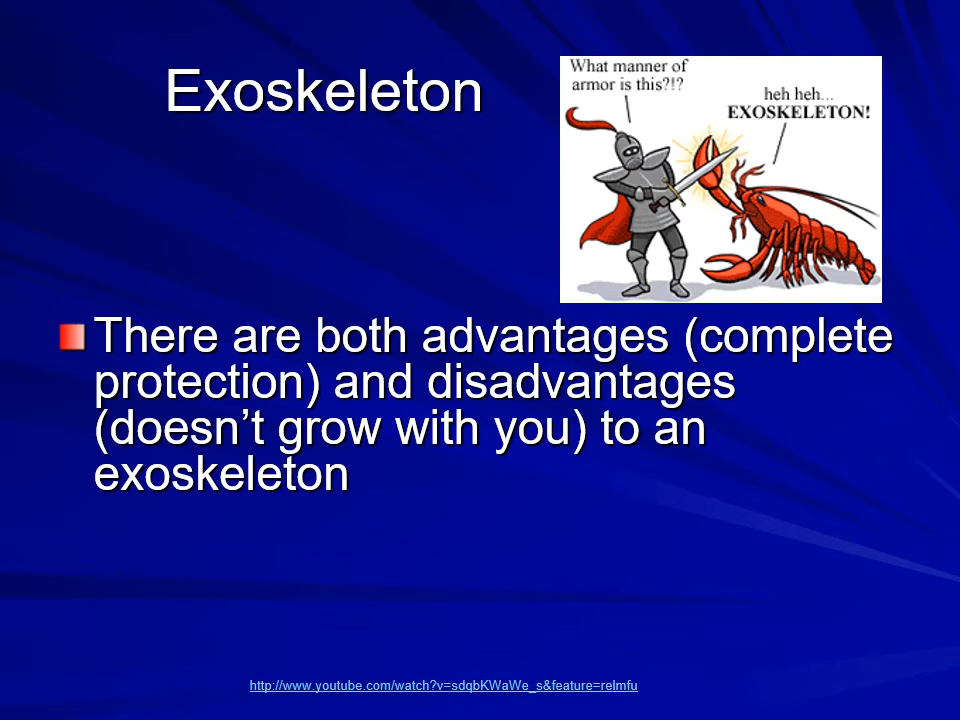 Exoskeleton
What manner of
armor is this?!?
heh heh...
EXOSKELETON!
There are both advantages (complete
protection) and disadvantages
(doesn’t grow with you) to an
exoskeleton
http://www.youtube.com/watch?v=sdqbKWaWe_s&feature=relmfu